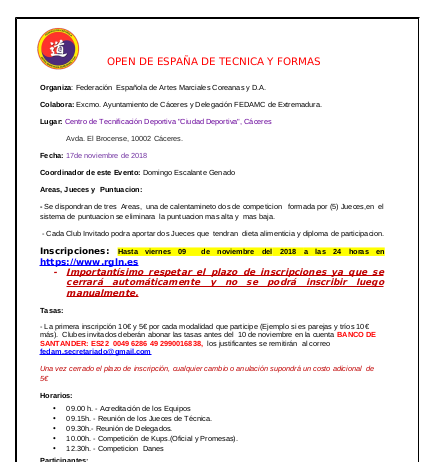 道
OPEN DE ESPAÑA DE TECNICA Y FORMAS
Organiza: Federación Española de Artes Marciales Coreanas y D.A.
Colabora: Excmo. Ayuntamiento de Cáceres y Delegación FEDAMC de Extremadura.
Lugar: Centro de Tecnificación Deportiva "Ciudad Deportiva", Cáceres
Avda. El Brocense, 10002 Cáceres.
Fecha: 17de noviembre de 2018
Coordinador de este Evento: Domingo Escalante Genado
Areas, Jueces y Puntuacion:
- Se dispondran de tres Areas, una de calentamineto dos de competicion formada por (5) Jueces,en el
sistema de puntuacion se eliminara la puntuacion mas alta y mas baja.
- Cada Club Invitado podra aportar dos Jueces que tendran dieta alimenticia y diploma de participacion.
Inscripciones: Hasta viernes 09 de noviembre del 2018 a las 24 horas en
https://www.rgln.es
- Importantísimo respetar el plazo de inscripciones ya que se
cerrará automáticamente y no se podrá inscribir luego
manualmente.
Tasas:
- La primera inscripción 10€ y 5€ por cada modalidad que participe (Ejemplo si es parejas y tríos 10€
más). Clubes invitados deberán abonar las tasas antes del 10 de noviembre en la cuenta BANCO DE
SANTANDER: ES22 0049 6286 49 2990016838, los justificantes se remitirán al correo
fedam.secretariado@gmail.com
Una vez cerrado el plazo de inscripción, cualquier cambio o anulación supondrá un costo adicional de
5€
Horarios:
• 09.00 h. - Acreditación de los Equipos
• 09.15h. - Reunión de los Jueces de Técnica.
• 09.30h.- Reunión de Delegados.
• 10.00h. - Competición de Kups.(Oficial y Promesas).
• 12.30h. - Competicion Danes
Participantes: